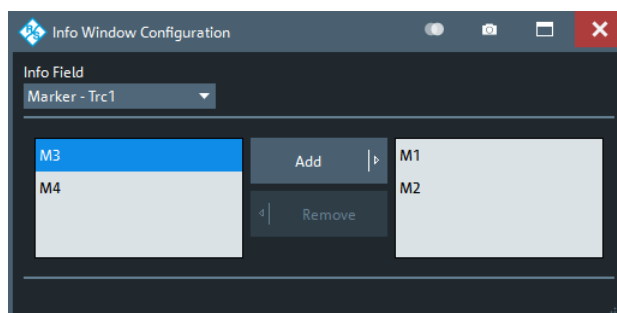 R&S Info Window Configuration
Info Field
Marker - Trc1
M3
M4
Add
Remove
M1
M2